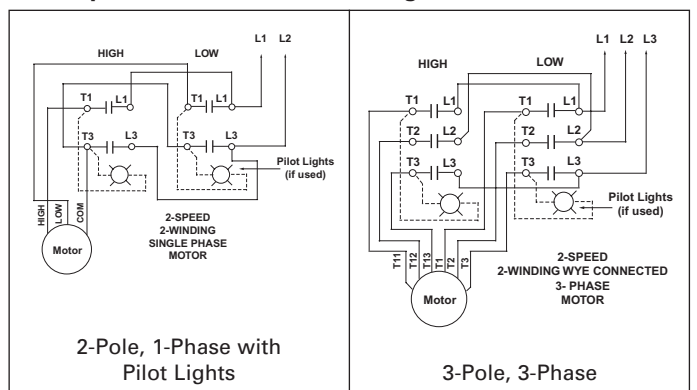 HIGH LOW L1 L2
T1 L1 T1 L1
T3 L3 T3 L3
Pilot Lights
(if used)
HIGH LOW COM
2-SPEED
2-WINDING
SINGLE PHASE
MOTOR
Motor
2-Pole, 1-Phase with
Pilot Lights
L1 L2 L3
HIGH LOW
T1 L1 T1 L1
T2 L2 T2 L2
T3 L3 T3 L3
Pilot Lights
(if used)
T11 T12 T13 T1 T2 T3
2-SPEED
2-WINDING WYE CONNECTED
3- PHASE
MOTOR
Motor
3-Pole, 3-Phase